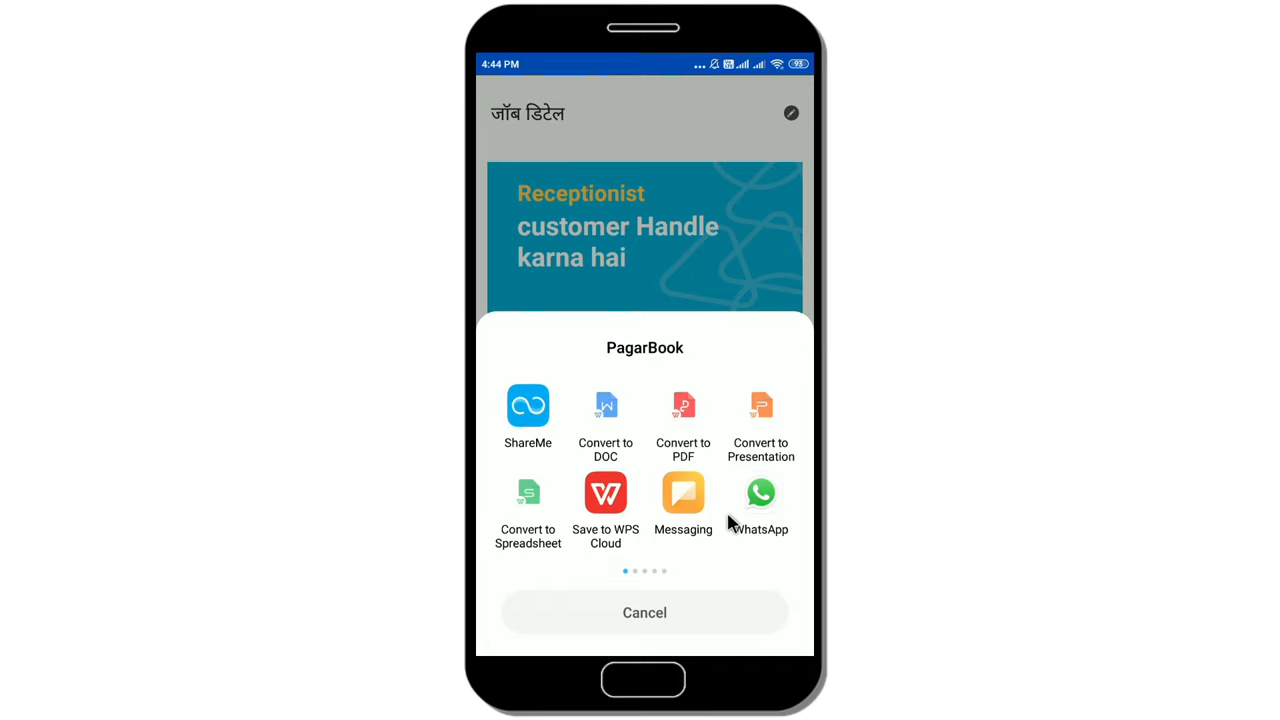 4:44 PM
93
जॉब डिटेल
Receptionist
customer Handle
karna hai
PagarBook
ShareMe
Convert to
DOC
Convert to
PDF
Convert to
Presentation
Convert to
Spreadsheet
Save to WPS
Cloud
Messaging
WhatsApp
Cancel